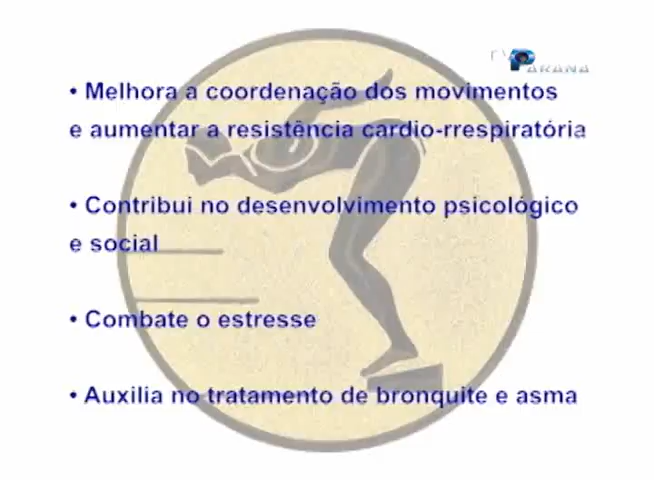 TV PARANÁ
• Melhora a coordenação dos movimentos
e aumentar a resistência cardio-rrespiratória
• Contribui no desenvolvimento psicológico
e social
• Combate o estresse
• Auxilia no tratamento de bronquite e asma